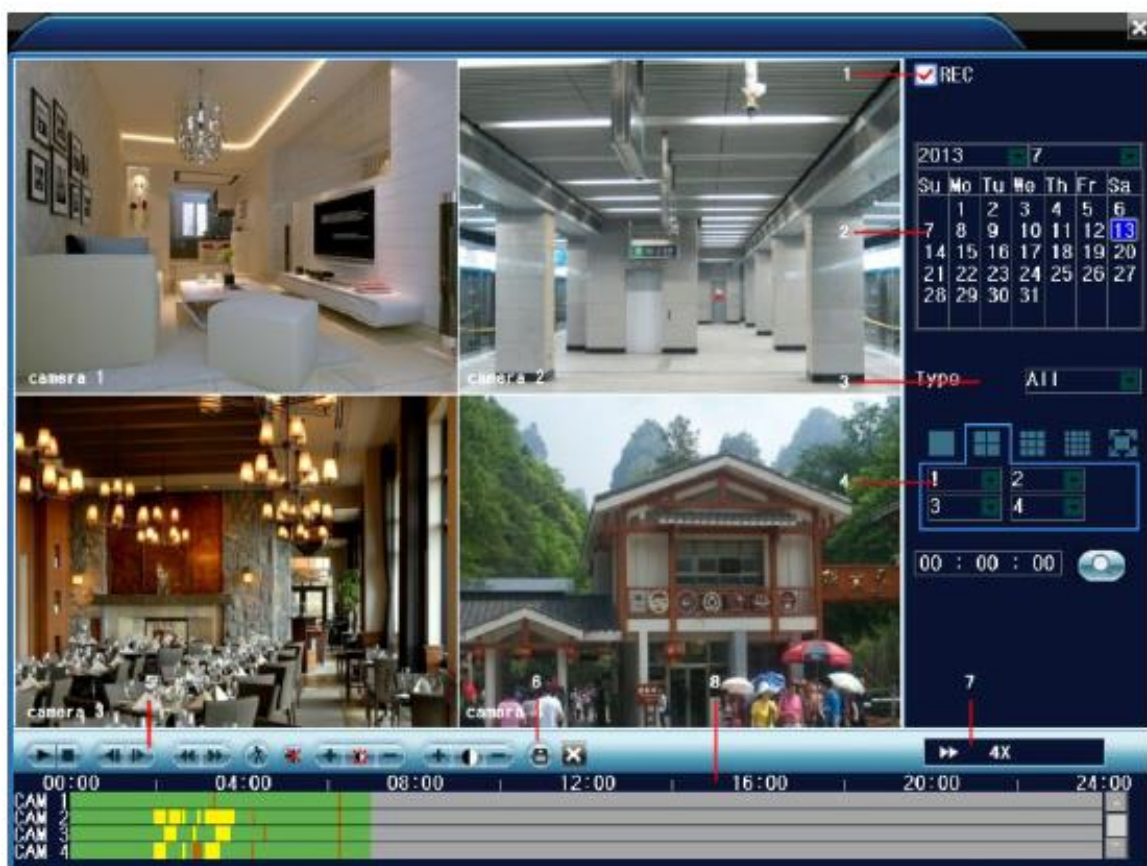 1 REC
2013 7
Su Mo Tu We Th Fr Sa
1 2 3 4 5 6
2 7 8 9 10 11 12 13
14 15 16 17 18 19 20
21 22 23 24 25 26 27
28 29 30 31
camera 1
camera 2
3 Type All
4 1 2
3 4
00 : 00 : 00
camera 3
camera
5
6
8
7
4X
00:00 04:00 08:00 12:00 16:00 20:00 24:00
CAM 1
CAM 2
CAM 3
CAM 4